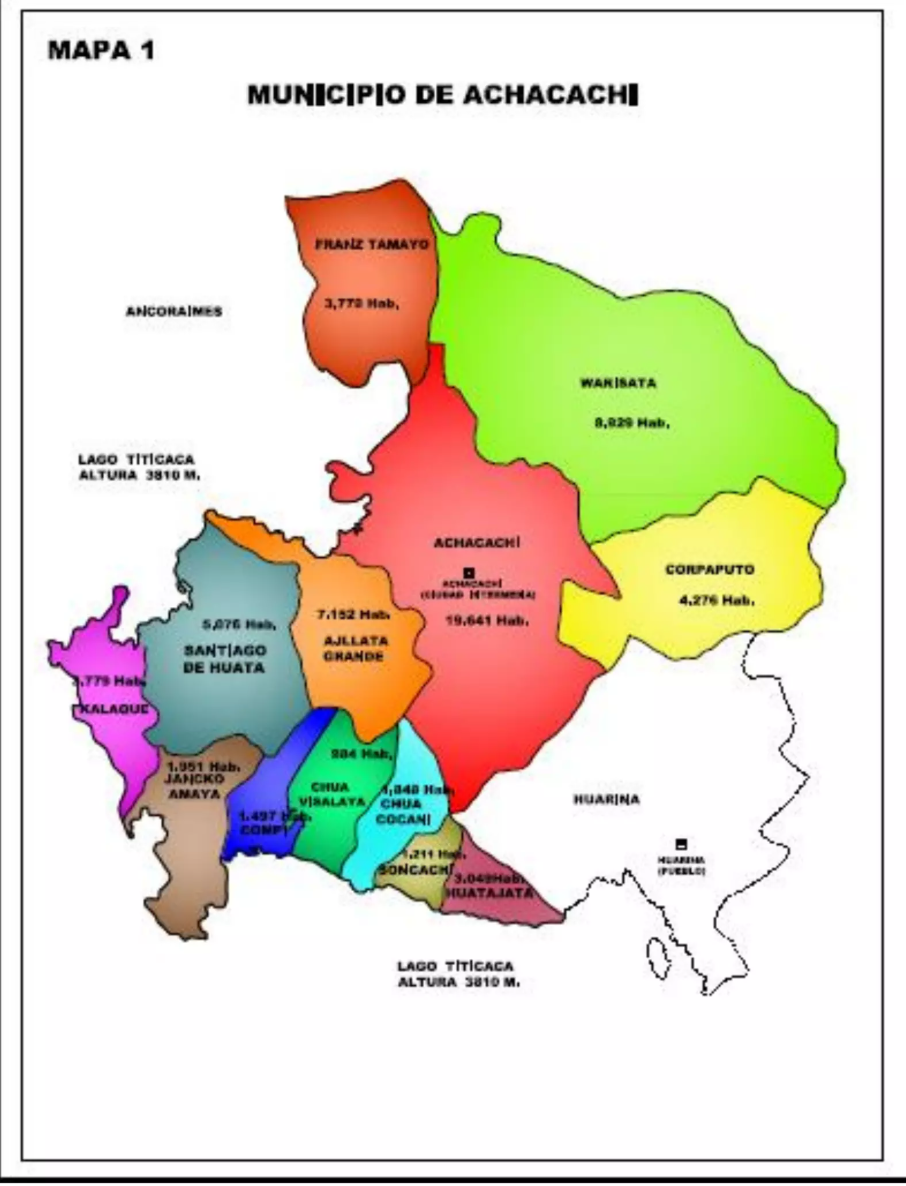 MAPA 1
MUNICIPIO DE ACHACACHI
FRANZ TAMAYO
3,779 Hab.
ANCORAIMES
WARISATA
8,829 Hab.
LAGO TITICACA
ALTURA 3810 M.
ACHACACHI
ACHACACHI
(CIUDAD INTERMEDIA)
19,641 Hab.
CORPAPUTO
4,276 Hab.
7.152 Hab.
AJLLATA
GRANDE
5,076 Hab.
SANTIAGO
DE HUATA
Hab.
KALAQUE
1.951 Hab.
JANCKO
AMAYA
984 Hab.
CHUA
VISALAYA
1.497 Hab.
COMPI
1,848 Hab.
CHUA
COCANI
HUARINA
HUARINA
(PUEBLO)
1,211 Hab.
SONCACHI
3,049Hab.
HUATAJATA
LAGO TITICACA
ALTURA 3810 M.